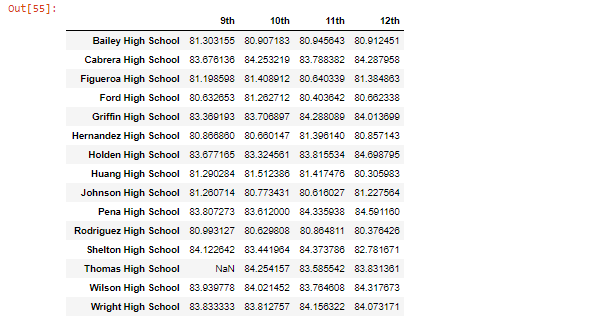 Out[55]:
9th 10th 11th 12th
Bailey High School 81.303155 80.907183 80.945643 80.912451
Cabrera High School 83.676136 84.253219 83.788382 84.287958
Figueroa High School 81.198598 81.408912 80.640339 81.384863
Ford High School 80.632653 81.262712 80.403642 80.662338
Griffin High School 83.369193 83.706897 84.288089 84.013699
Hernandez High School 80.866860 80.660147 81.396140 80.857143
Holden High School 83.677165 83.324561 83.815534 84.698795
Huang High School 81.290284 81.512386 81.417476 80.305983
Johnson High School 81.260714 80.773431 80.616027 81.227564
Pena High School 83.807273 83.612000 84.335938 84.591160
Rodriguez High School 80.993127 80.629808 80.864811 80.376426
Shelton High School 84.122642 83.441964 84.373786 82.781671
Thomas High School NaN 84.254157 83.585542 83.831361
Wilson High School 83.939778 84.021452 83.764608 84.317673
Wright High School 83.833333 83.812757 84.156322 84.073171